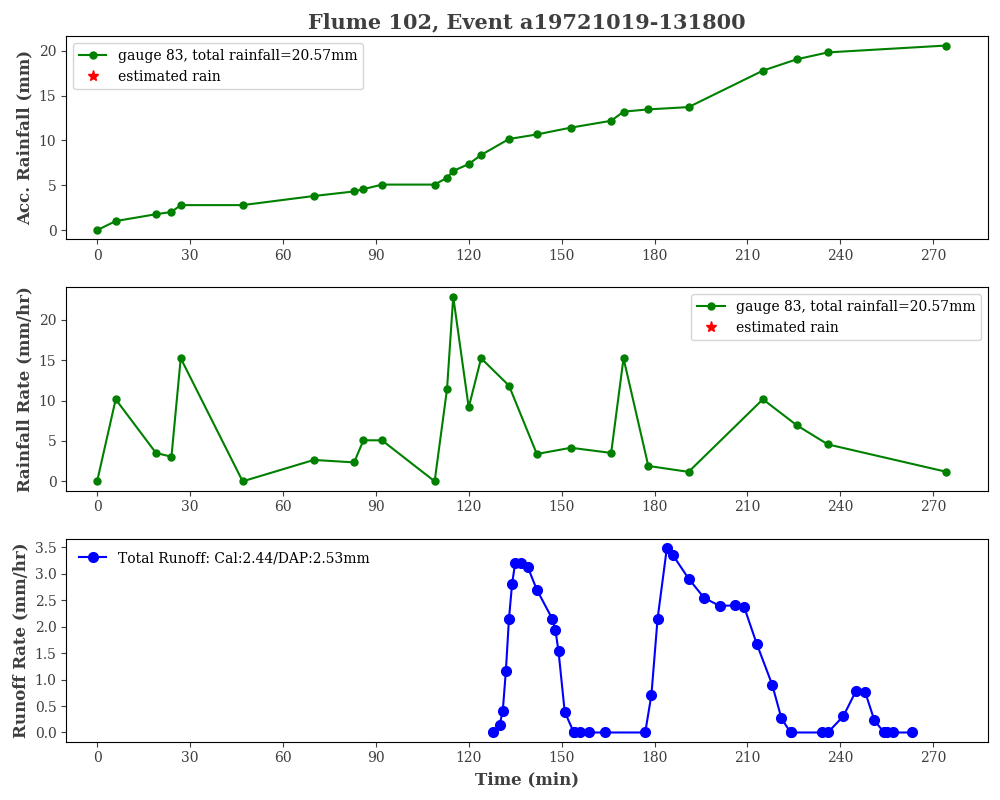 Flume 102, Event a19721019-131800
Acc. Rainfall (mm)
20
15
10
5
0
gauge 83, total rainfall=20.57mm
estimated rain
0 30 60 90 120 150 180 210 240 270
Rainfall Rate (mm/hr)
20
15
10
5
0
gauge 83, total rainfall=20.57mm
estimated rain
0 30 60 90 120 150 180 210 240 270
Runoff Rate (mm/hr)
3.5
3.0
2.5
2.0
1.5
1.0
0.5
0.0
Total Runoff: Cal:2.44/DAP:2.53mm
0 30 60 90 120 150 180 210 240 270
Time (min)